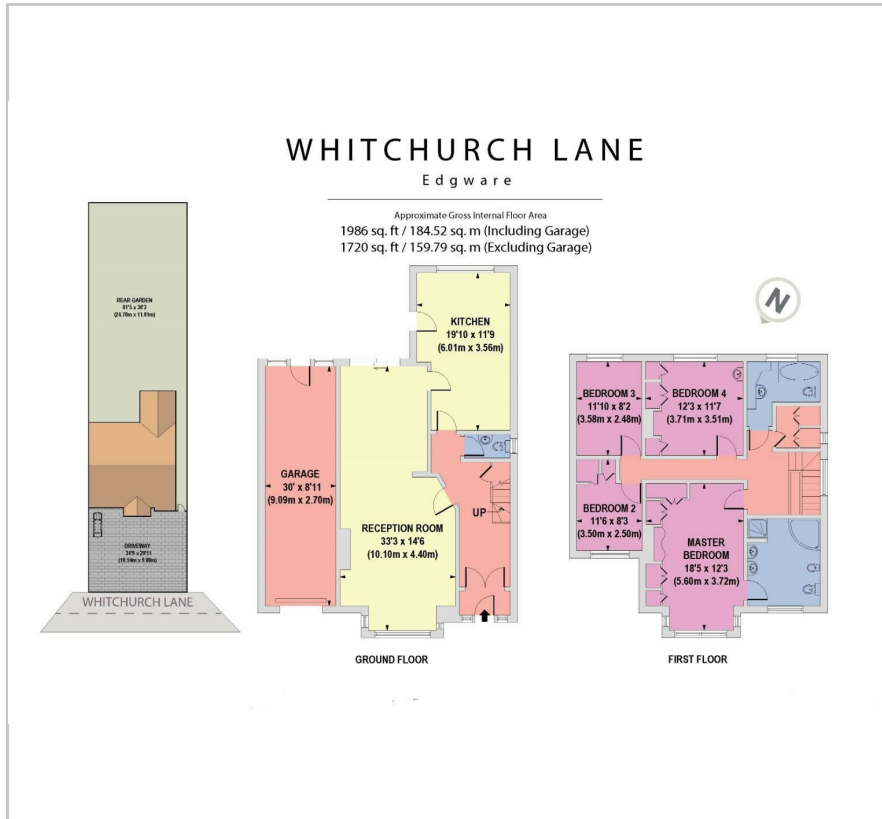 WHITCHURCH LANE
Edgware
Approximate Gross Internal Floor Area
1986 sq. ft / 184.52 sq. m (Including Garage)
1720 sq. ft / 159.79 sq. m (Excluding Garage)
REAR GARDEN
DRIVEWAY
WHITCHURCH LANE
KITCHEN
19'10 x 11'9
(6.01m x 3.56m)
GARAGE
30' x 8'11
(9.09m x 2.70m)
RECEPTION ROOM
33'3 x 14'6
(10.10m x 4.40m)
UP
GROUND FLOOR
N
BEDROOM 3
11'10 x 8'2
(3.58m x 2.48m)
BEDROOM 4
12'3 x 11'7
(3.71m x 3.51m)
BEDROOM 2
11'6 x 8'3
(3.50m x 2.50m)
MASTER
BEDROOM
18'5 x 12'3
(5.60m x 3.72m)
FIRST FLOOR